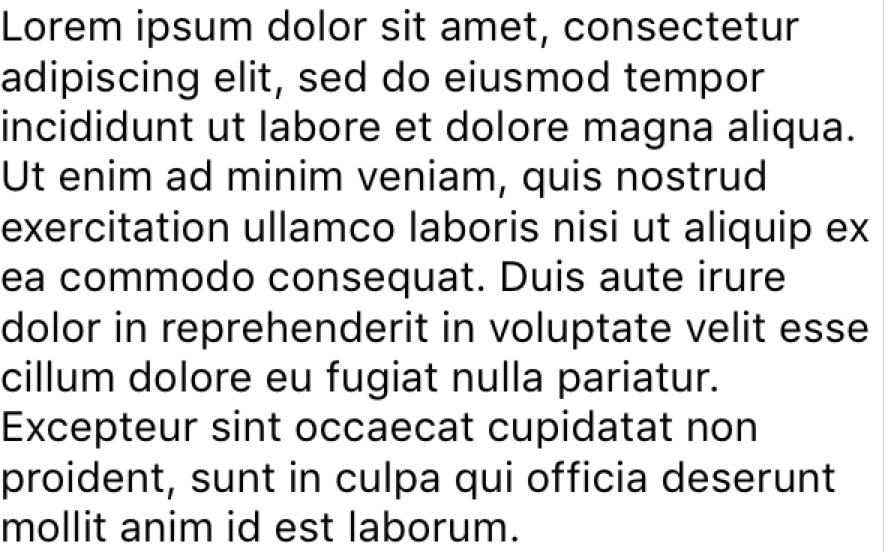 Lorem ipsum dolor sit amet, consectetur
adipiscing elit, sed do eiusmod tempor
incididunt ut labore et dolore magna aliqua.
Ut enim ad minim veniam, quis nostrud
exercitation ullamco laboris nisi ut aliquip ex
ea commodo consequat. Duis aute irure
dolor in reprehenderit in voluptate velit esse
cillum dolore eu fugiat nulla pariatur.
Excepteur sint occaecat cupidatat non
proident, sunt in culpa qui officia deserunt
mollit anim id est laborum.